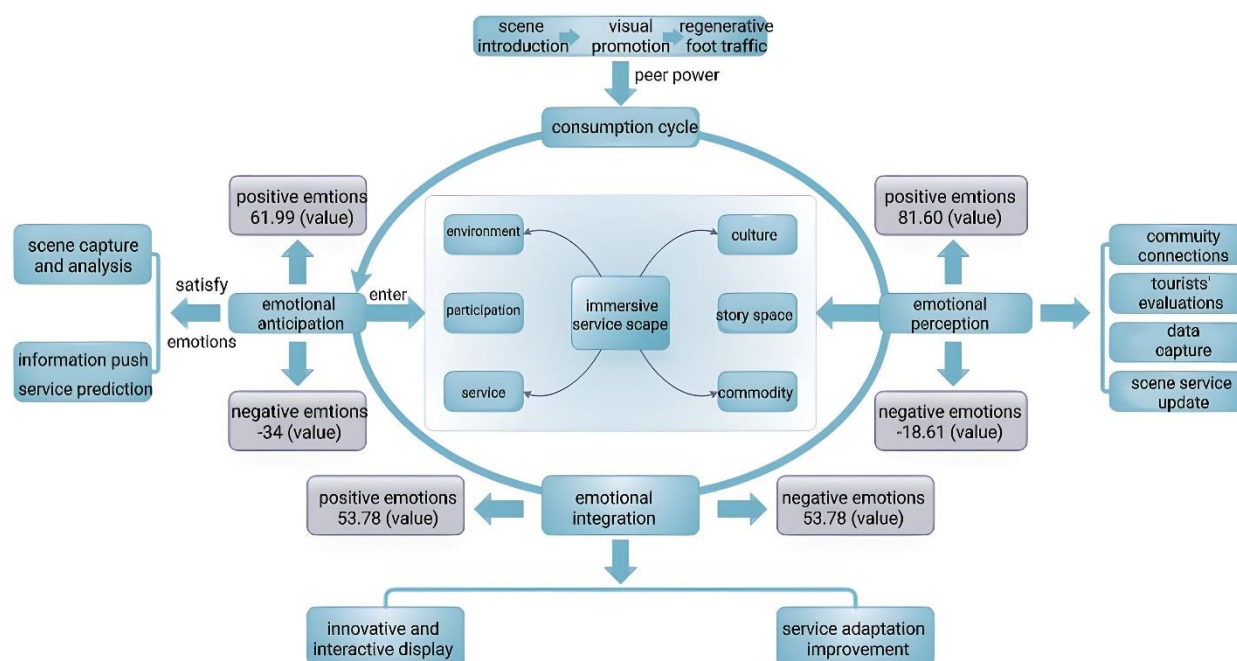 scene introduction
visual promotion
regenerative foot traffic
peer power
consumption cycle
positive emtions
61.99 (value)
positive emtions
81.60 (value)
scene capture
and analysis
information push
service prediction
satisfy
emotions
emotional
anticipation
enter
environment
participation
service
immersive
service scape
culture
story space
commodity
emotional
perception
commuity
connections
tourists'
evaluations
data
capture
scene service
update
negative emtions
-34 (value)
negative emotions
-18.61 (value)
positive emotions
53.78 (value)
emotional
integration
negative emotions
53.78 (value)
innovative and
interactive display
service adaptation
improvement